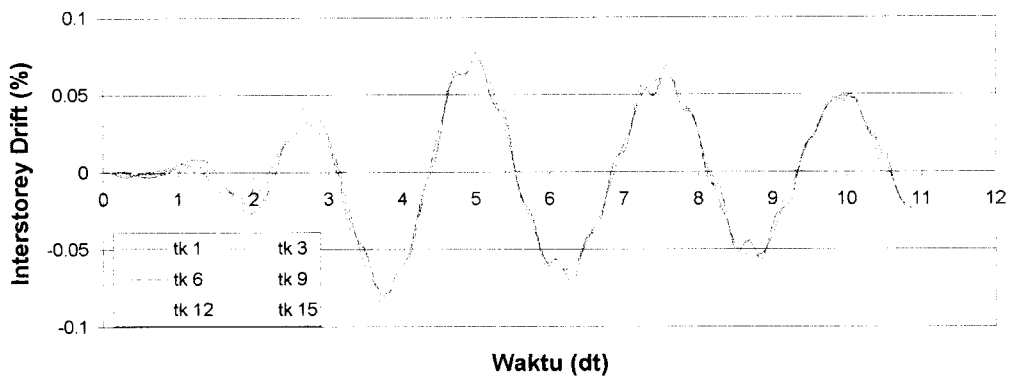 0.1
0.05
0
-0.05
-0.1
Interstorey Drift (%)
0 1 2 3 4 5 6 7 8 9 10 11 12
tk 1 tk 3
tk 6 tk 9
tk 12 tk 15
Waktu (dt)